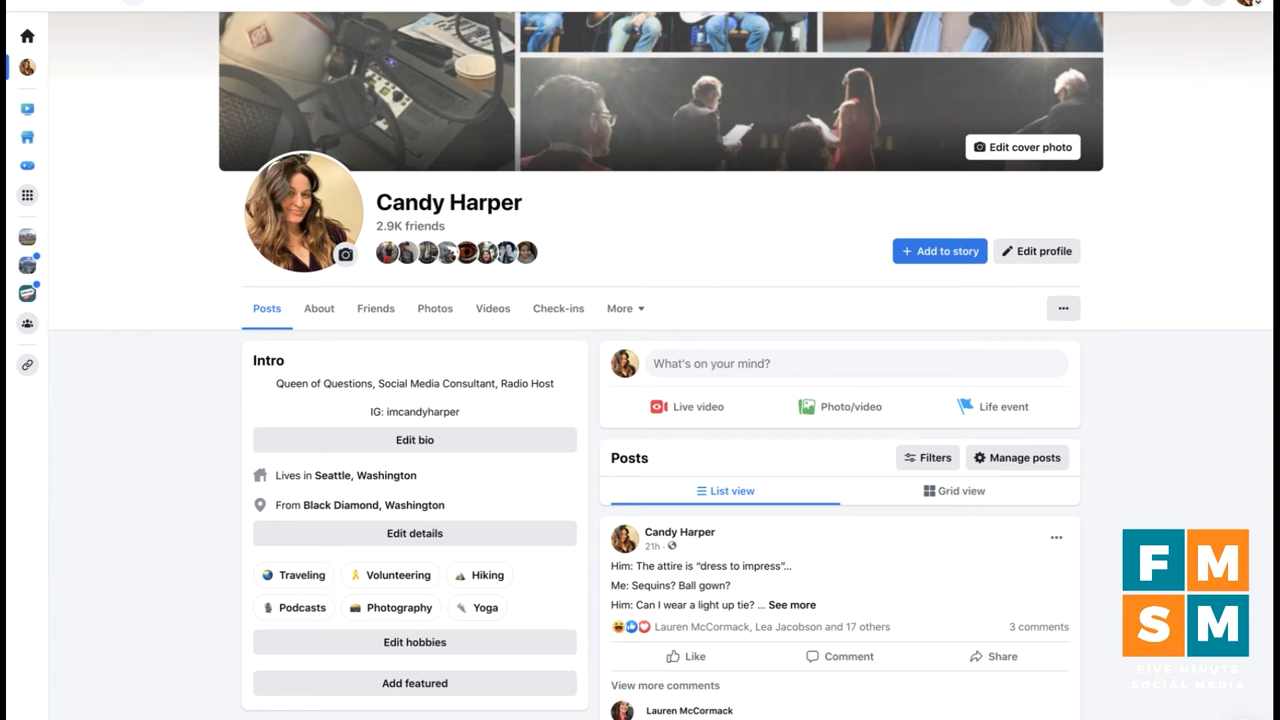 Edit cover photo
Candy Harper
2.9K friends
+ Add to story
Edit profile
Posts
About
Friends
Photos
Videos
Check-ins
More
Intro
Queen of Questions, Social Media Consultant, Radio Host
IG: imcandyharper
Edit bio
Lives in Seattle, Washington
From Black Diamond, Washington
Edit details
Traveling
Volunteering
Hiking
Podcasts
Photography
Yoga
Edit hobbies
Add featured
What's on your mind?
Live video
Photo/video
Life event
Posts
Filters
Manage posts
List view
Grid view
Candy Harper
21h ·
Him: The attire is “dress to impress”...
Me: Sequins? Ball gown?
Him: Can I wear a light up tie? ... See more
Lauren McCormack, Lea Jacobson and 17 others
3 comments
Like
Comment
Share
View more comments
Lauren McCormack
F M
S M
FIVE MINUTE
SOCIAL MEDIA